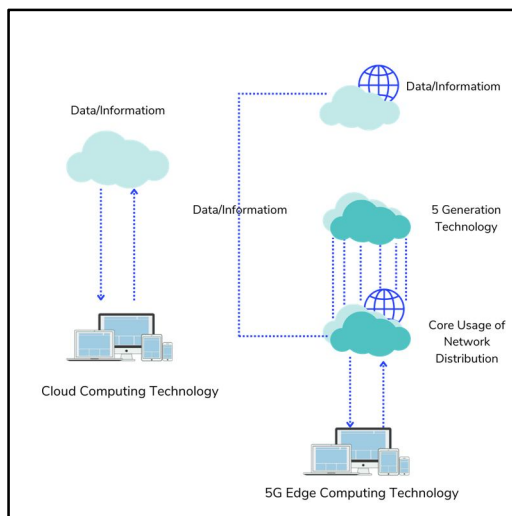 Data/Informatiom
Cloud Computing Technology
Data/Informatiom
Data/Informatiom
5 Generation
Technology
Core Usage of
Network
Distribution
5G Edge Computing Technology